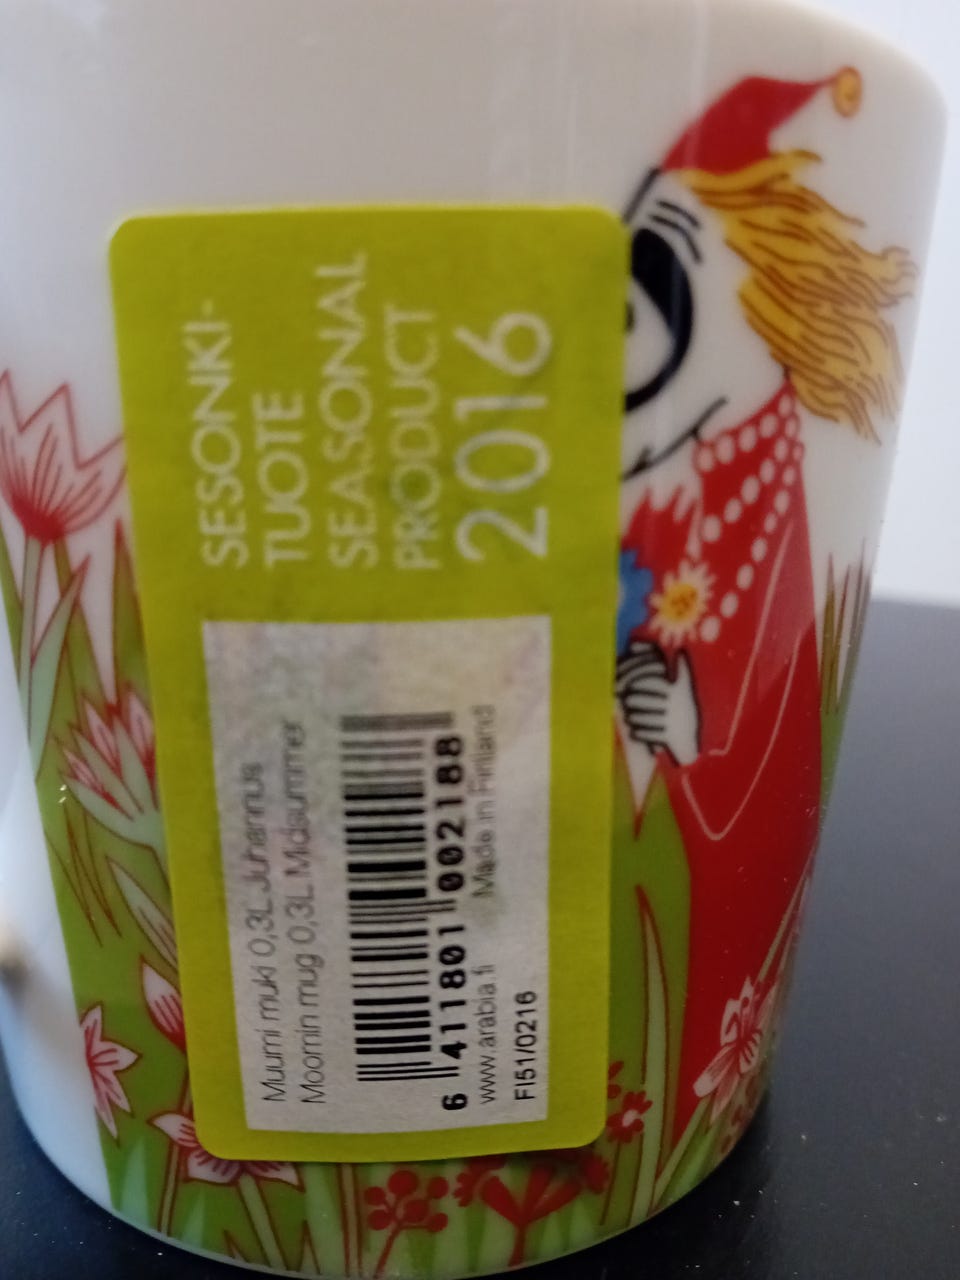 SESONKI-
TUOTE
SEASONAL
PRODUCT
2016
Muumi muki 0,3L Juhannus
Moomin mug 0,3L Midsummer
6 411801 002188
www.arabia.fi Made in Finland
FI51/0216